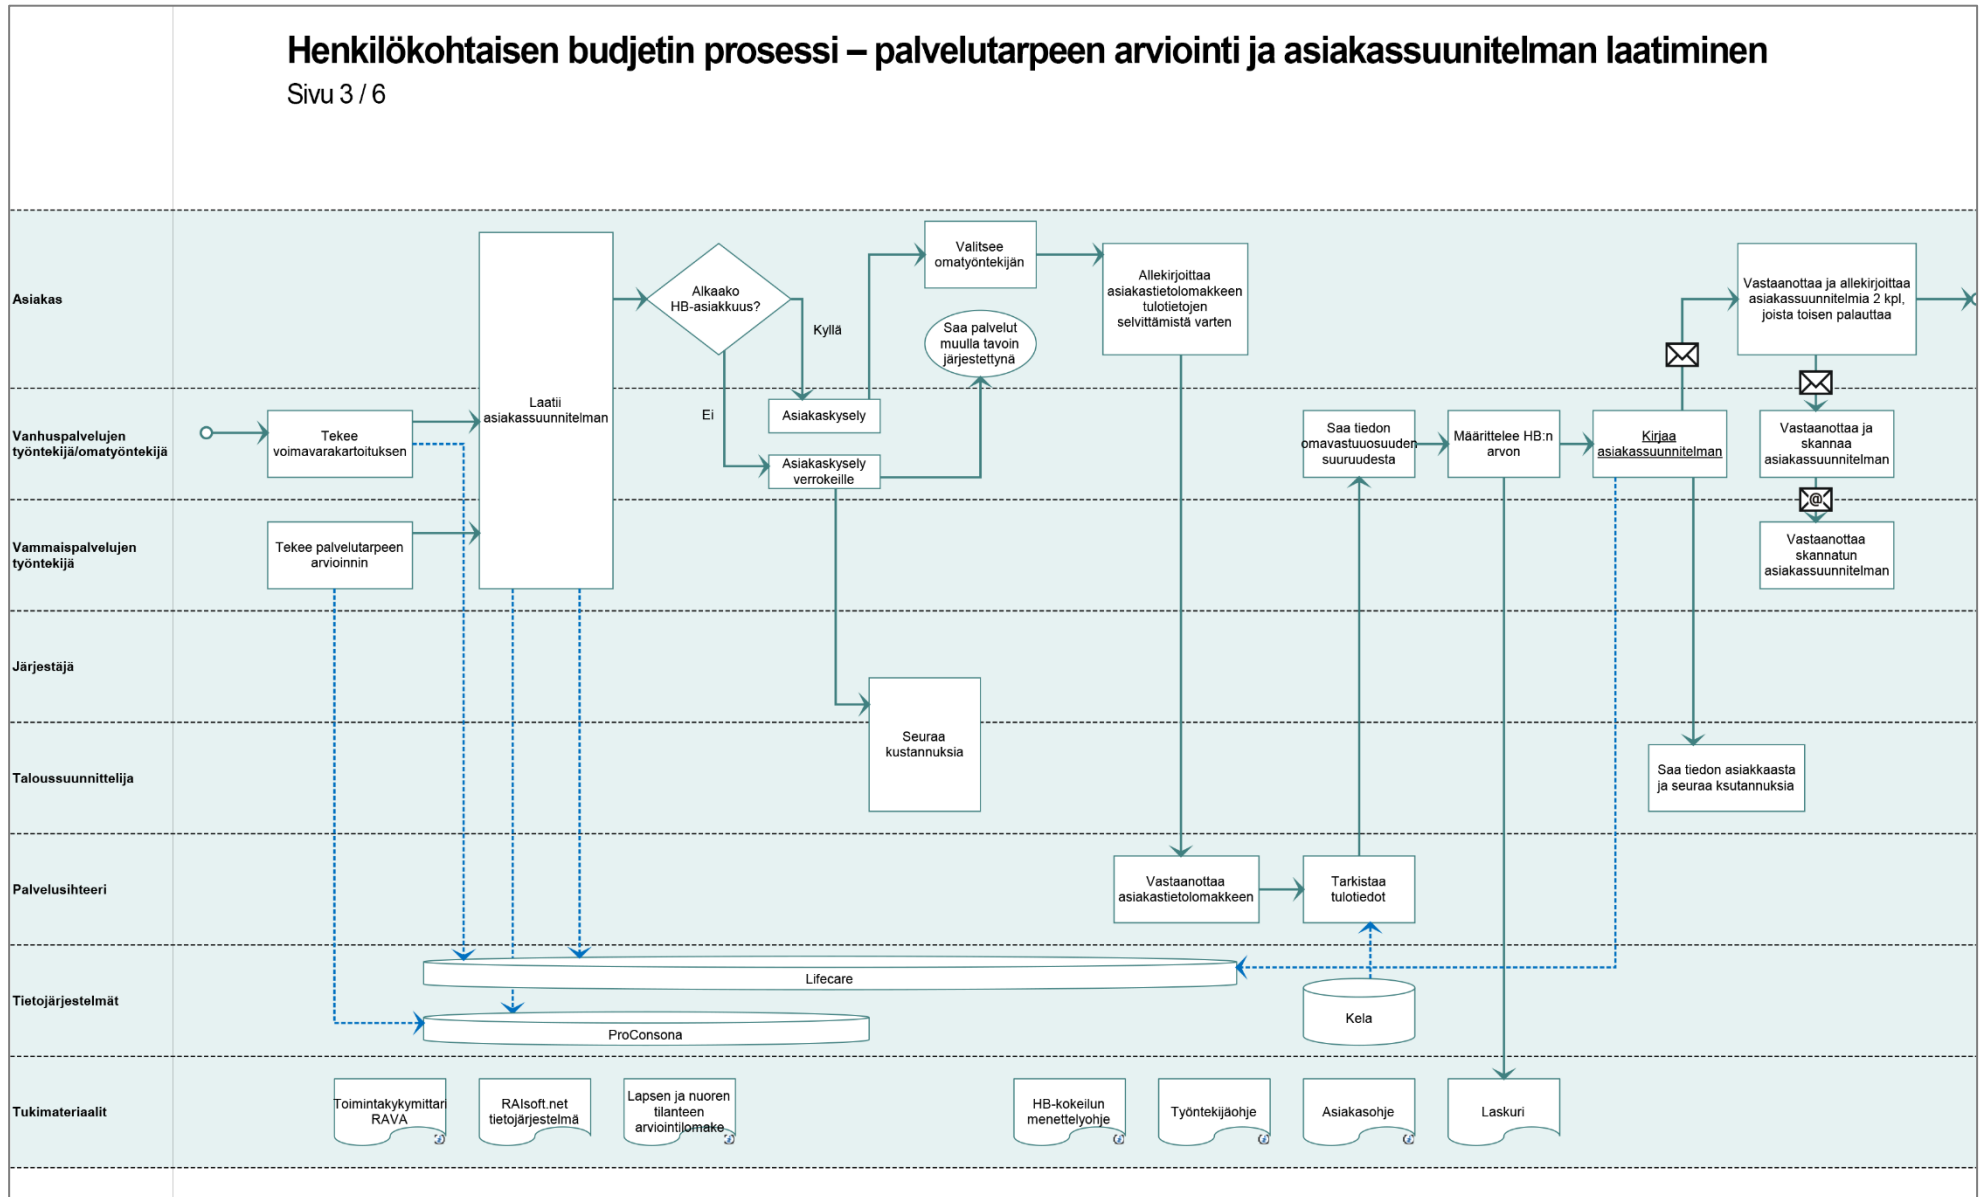 Henkilökohtaisen budjetin prosessi – palvelutarpeen arviointi ja asiakassuunitelman laatiminen
Sivu 3 / 6
Asiakas
Laatii
asiakassuunnitelman
Alkaako
HB-asiakkuus?
Kyllä
Ei
Valitsee
omatyöntekijän
Saa palvelut
muulla tavoin
järjestettynä
Allekirjoittaa
asiakastietolomakkeen
tulotietojen
selvittämistä varten
Vastaanottaa ja allekirjoittaa
asiakassuunnitelmia 2 kpl,
joista toisen palauttaa
Vanhuspalvelujen
työntekijä/omatyöntekijä
Tekee
voimavarakartoituksen
Asiakaskysely
Asiakaskysely
verrokeille
Saa tiedon
omavastuuosuuden
suuruudesta
Määrittelee HB:n
arvon
Kirjaa
asiakassuunnitelman
Vastaanottaa ja
skannaa
asiakassuunnitelman
@
Vammaispalvelujen
työntekijä
Tekee palvelutarpeen
arvioinnin
Vastaanottaa
skannatun
asiakassuunnitelman
Järjestäjä
Seuraa
kustannuksia
Taloussuunnittelija
Saa tiedon asiakkaasta
ja seuraa ksutannuksia
Palvelusihteeri
Vastaanottaa
asiakastietolomakkeen
Tarkistaa
tulotiedot
Tietojärjestelmät
Lifecare
ProConsona
Kela
Tukimateriaalit
Toimintakykymittari
RAVA
RAIsoft.net
tietojärjestelmä
Lapsen ja nuoren
tilanteen
arviointilomake
HB-kokeilun
menettelyohje
Työntekijäohje
Asiakasohje
Laskuri